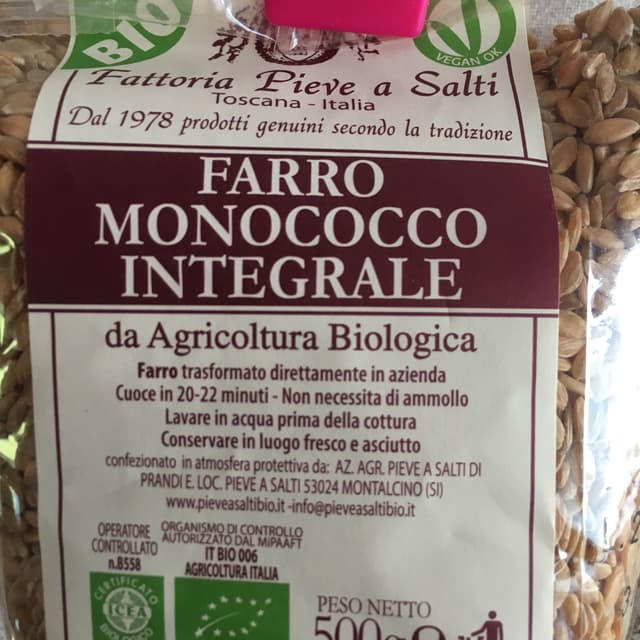 BIO
VEGAN OK
Fattoria Pieve a Salti
Toscana - Italia
Dal 1978 prodotti genuini secondo la tradizione
FARRO
MONOCOCCO
INTEGRALE
da Agricoltura Biologica
Farro trasformato direttamente in azienda
Cuoce in 20-22 minuti - Non necessita di ammollo
Lavare in acqua prima della cottura
Conservare in luogo fresco e asciutto
confezionato in atmosfera protettiva da: AZ. AGR. PIEVE A SALTI DI
PRANDI E. LOC. PIEVE A SALTI 53024 MONTALCINO (SI)
www.pieveasaltibio.it -info@pieveasaltibio.it
OPERATORE
CONTROLLATO
n.B558
ORGANISMO DI CONTROLLO
AUTORIZZATO DAL MIPAAFT
IT BIO 006
AGRICOLTURA ITALIA
CERTIFICATO
ICEA
PESO NETTO
500g